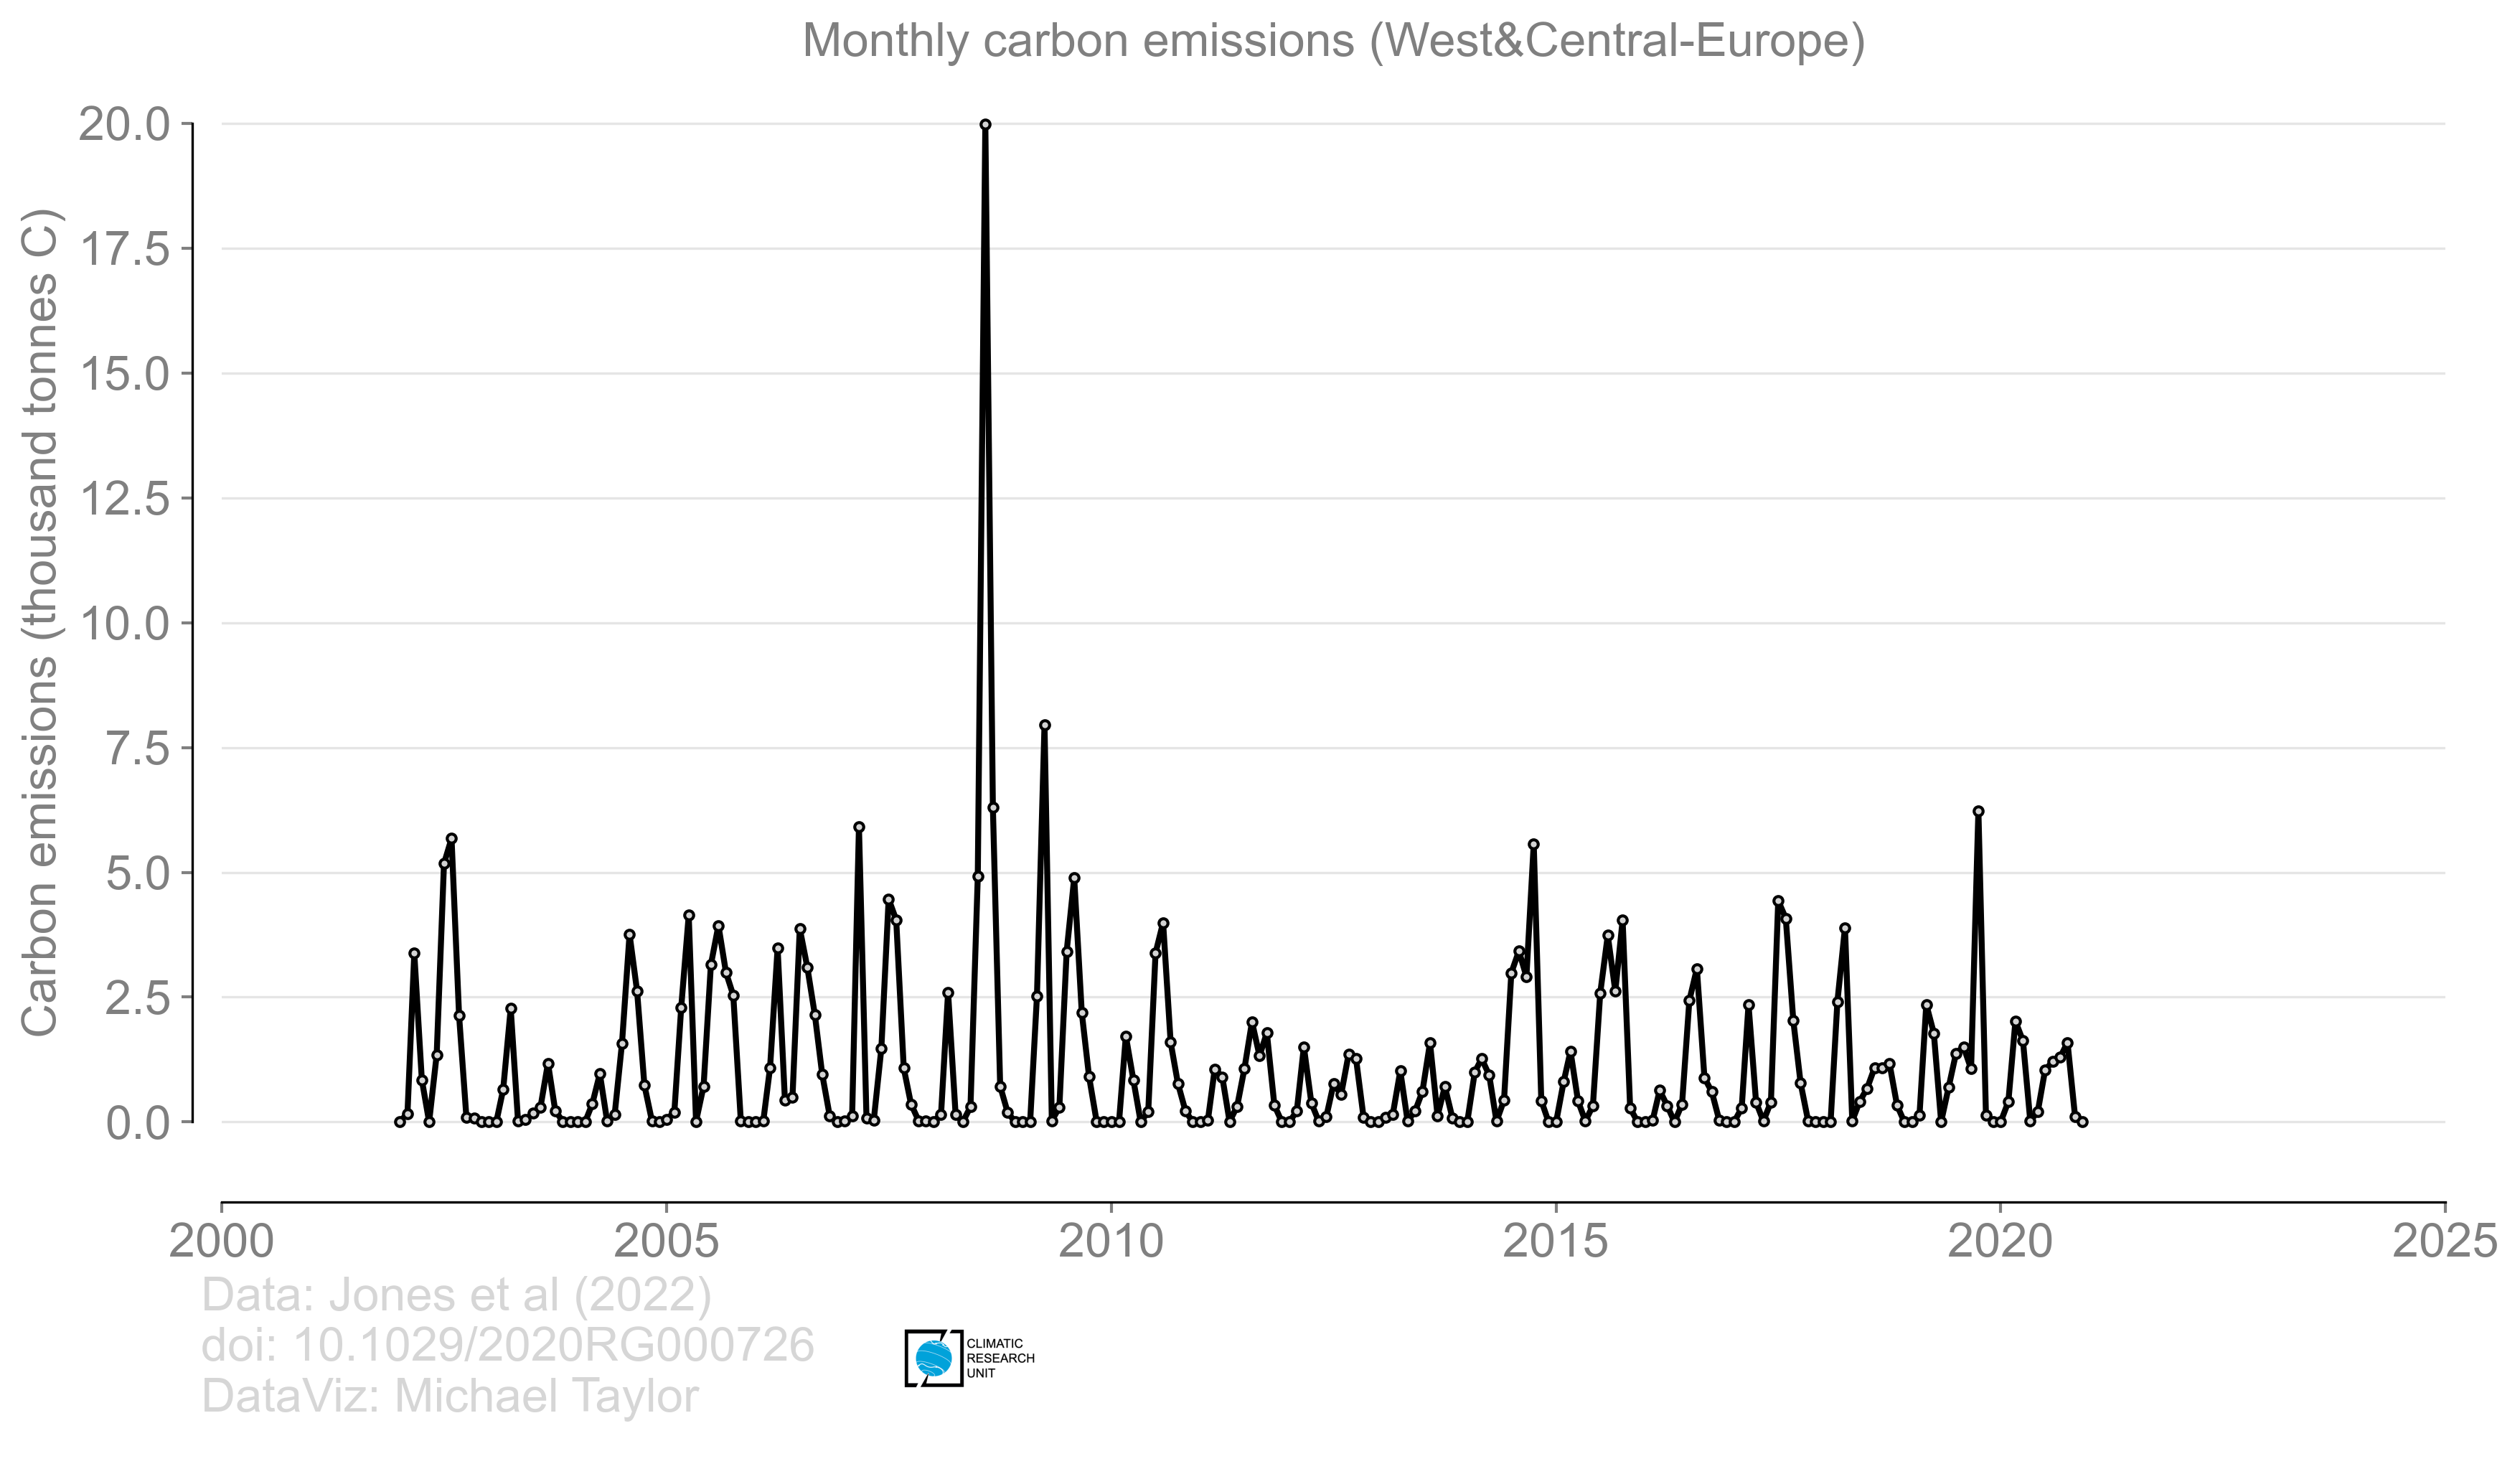 Monthly carbon emissions (West&Central-Europe)
Carbon emissions (thousand tonnes C)
20.0
17.5
15.0
12.5
10.0
7.5
5.0
2.5
0.0
2000 2005 2010 2015 2020 2025
Data: Jones et al (2022)
doi: 10.1029/2020RG000726
DataViz: Michael Taylor
CLIMATIC
RESEARCH
UNIT